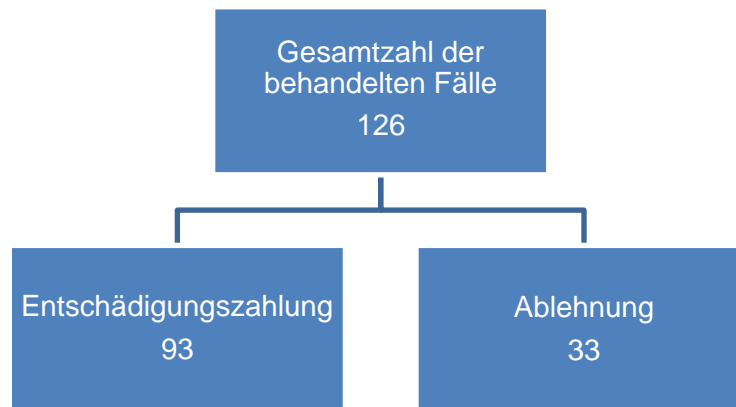 Gesamtzahl der
behandelten Fälle
126
Entschädigungszahlung
93
Ablehnung
33